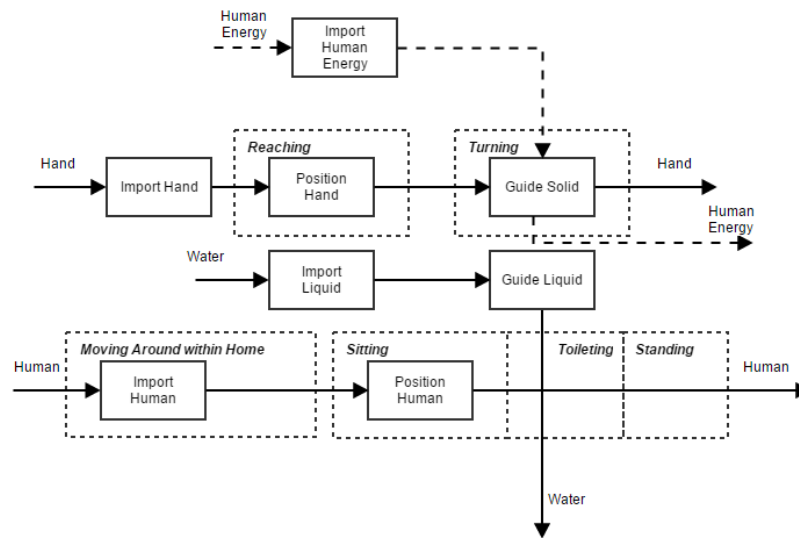 Human
Energy
Import
Human
Energy
Reaching
Turning
Hand
Import Hand
Position
Hand
Guide Solid
Hand
Human
Energy
Water
Import
Liquid
Guide Liquid
Moving Around within Home
Sitting
Toileting
Standing
Human
Import
Human
Position
Human
Human
Water